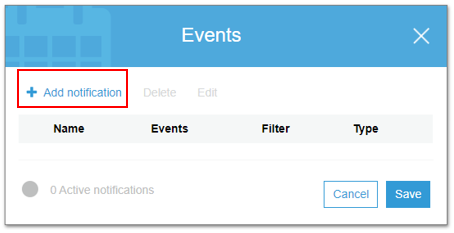 Events
Add notification Delete Edit
Name Events Filter Type
0 Active notifications
Cancel Save